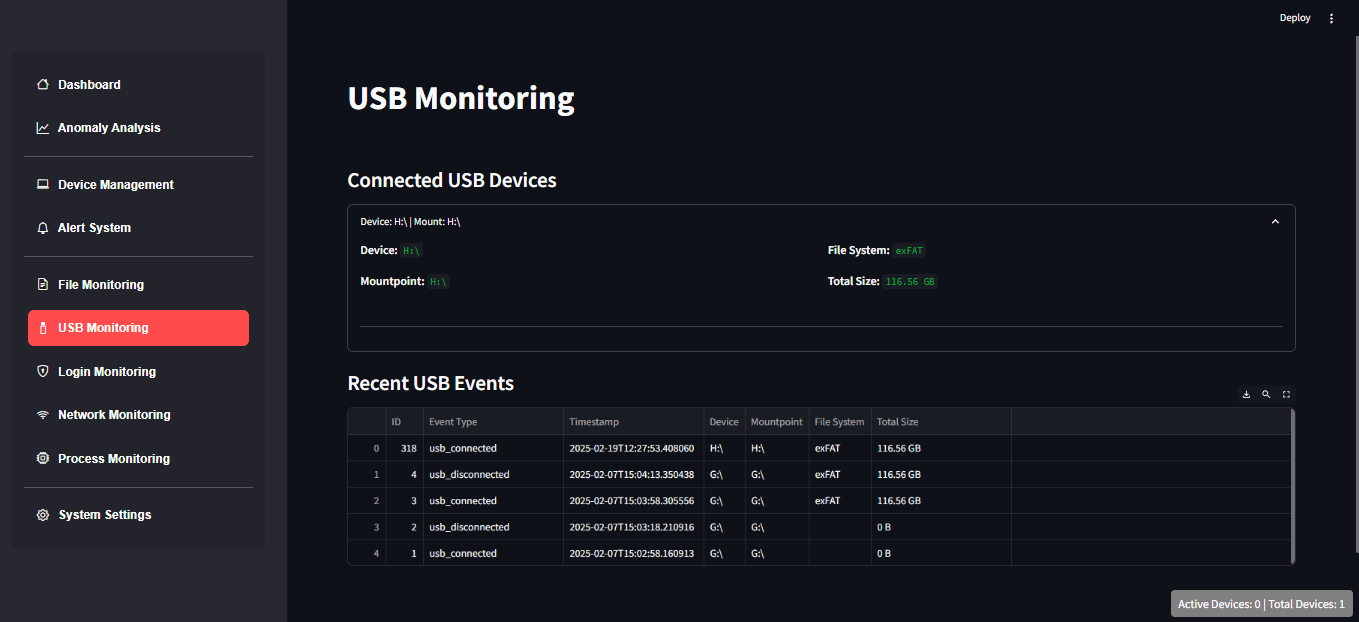 Deploy
Dashboard
Anomaly Analysis
Device Management
Alert System
File Monitoring
USB Monitoring
Login Monitoring
Network Monitoring
Process Monitoring
System Settings
USB Monitoring
Connected USB Devices
Device: H:\ | Mount: H:\
Device: H:\ File System: exFAT
Mountpoint: H:\ Total Size: 116.56 GB
Recent USB Events
ID Event Type Timestamp Device Mountpoint File System Total Size
0 318 usb_connected 2025-02-19T12:27:53.408060 H:\ H:\ exFAT 116.56 GB
1 4 usb_disconnected 2025-02-07T15:04:13.350438 G:\ G:\ exFAT 116.56 GB
2 3 usb_connected 2025-02-07T15:03:58.305556 G:\ G:\ exFAT 116.56 GB
3 2 usb_disconnected 2025-02-07T15:03:18.210916 G:\ G:\ 0 B
4 1 usb_connected 2025-02-07T15:02:58.160913 G:\ G:\ 0 B
Active Devices: 0 | Total Devices: 1